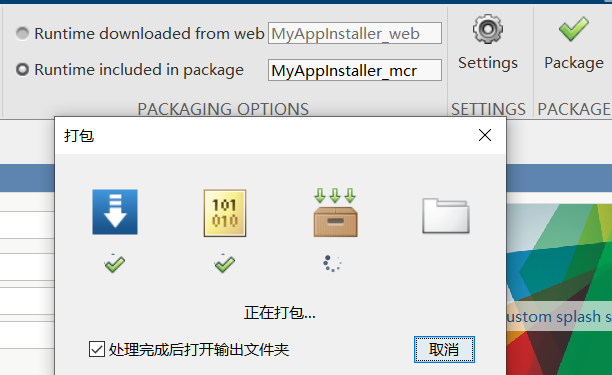 Runtime downloaded from web MyAppInstaller_web
Runtime included in package MyAppInstaller_mcr
Settings
Package
PACKAGING OPTIONS
SETTINGS
PACKAGE
打包
101
010
正在打包...
处理完成后打开输出文件夹
取消
ustom splash s